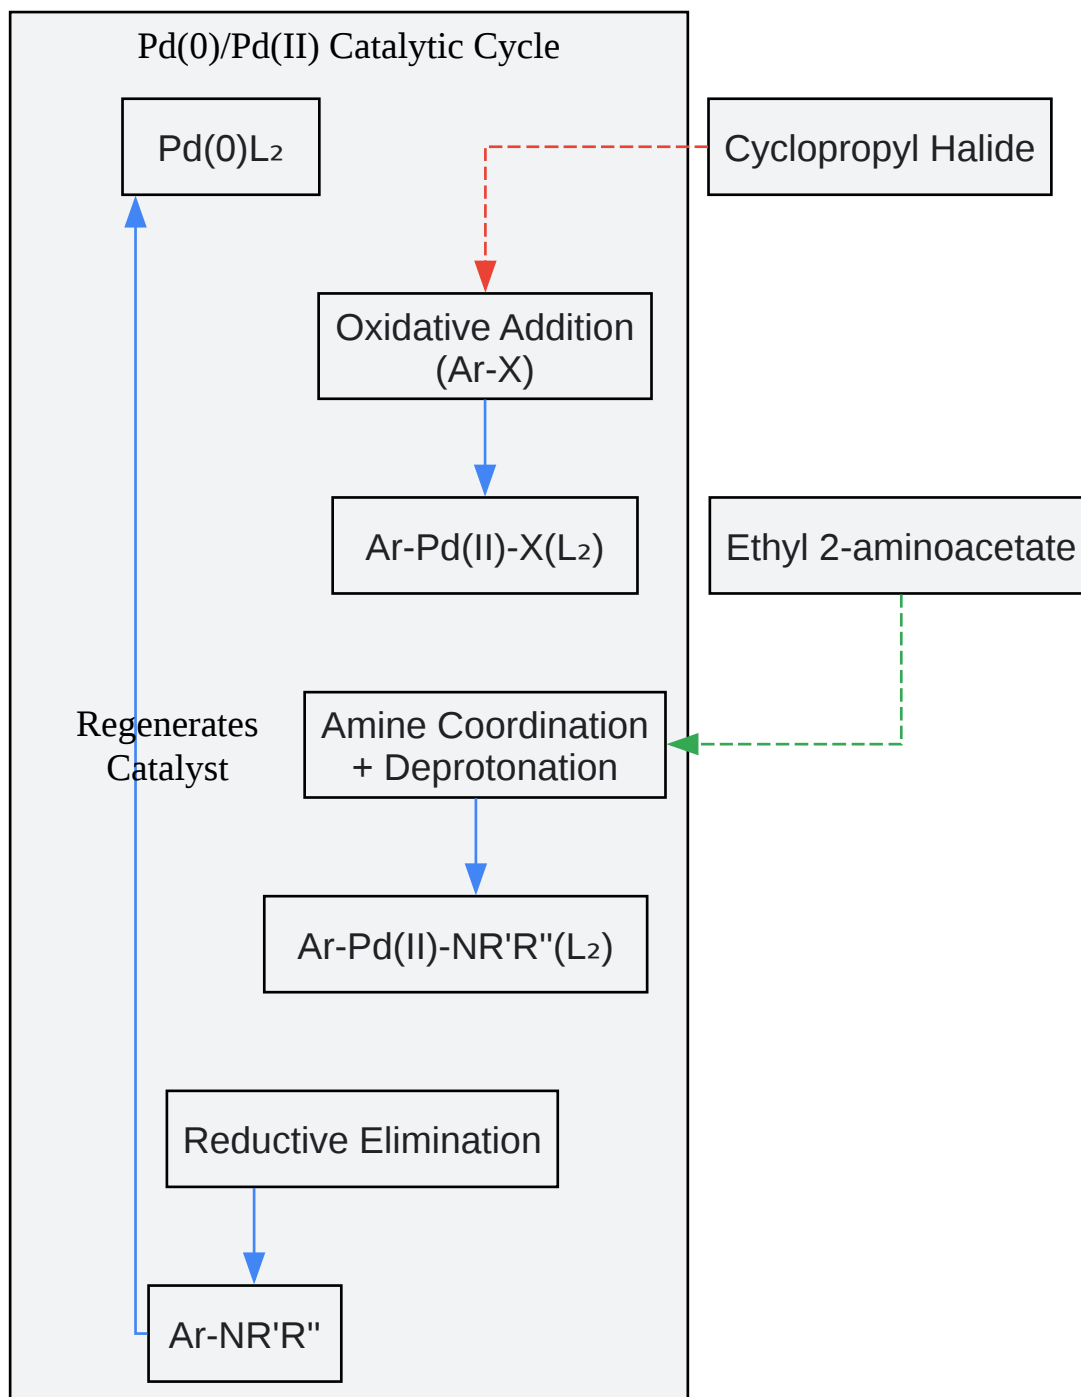 Pd(0)/Pd(II) Catalytic Cycle
Pd(0)L₂
Cyclopropyl Halide
Oxidative Addition
(Ar-X)
Ar-Pd(II)-X(L₂)
Ethyl 2-aminoacetate
Amine Coordination
+ Deprotonation
Regenerates
Catalyst
Ar-Pd(II)-NR'R"(L₂)
Reductive Elimination
Ar-NR'R"